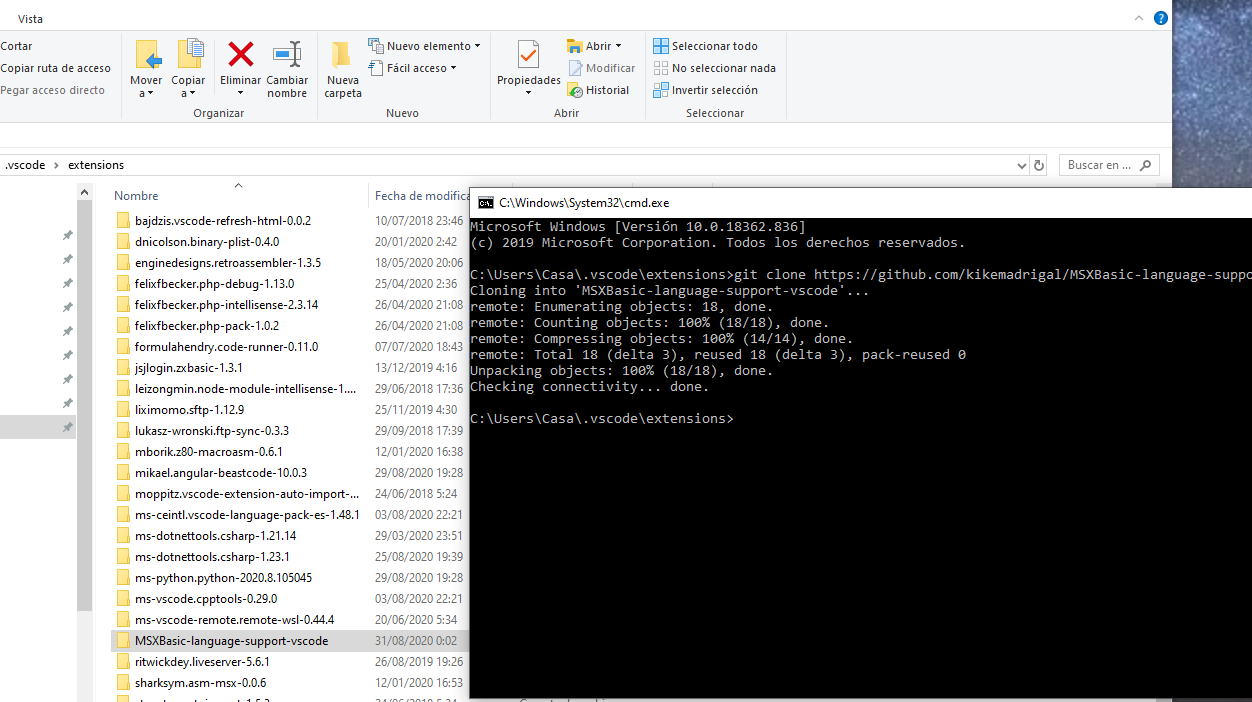 Vista
Cortar
Copiar ruta de acceso
Pegar acceso directo
Mover a
Copiar a
Eliminar
Cambiar nombre
Organizar
Nueva carpeta
Nuevo elemento
Fácil acceso
Nuevo
Propiedades
Abrir
Modificar
Historial
Abrir
Seleccionar todo
No seleccionar nada
Invertir selección
Seleccionar
.vscode > extensions
Buscar en ...
Nombre
Fecha de modifica
bajdzis.vscode-refresh-html-0.0.2 10/07/2018 23:46
dnicolson.binary-plist-0.4.0 20/01/2020 2:42
enginedesigns.retroassembler-1.3.5 18/05/2020 20:06
felixfbecker.php-debug-1.13.0 25/04/2020 2:36
felixfbecker.php-intellisense-2.3.14 26/04/2020 21:08
felixfbecker.php-pack-1.0.2 26/04/2020 21:08
formulahendry.code-runner-0.11.0 07/07/2020 18:43
jsjlogin.zxbasic-1.3.1 13/12/2019 4:16
leizongmin.node-module-intellisense-1.... 29/06/2018 17:36
liximomo.sftp-1.12.9 25/11/2019 4:30
lukasz-wronski.ftp-sync-0.3.3 29/09/2018 17:39
mborik.z80-macroasm-0.6.1 12/01/2020 16:38
mikael.angular-beastcode-10.0.3 29/08/2020 19:28
moppitz.vscode-extension-auto-import-... 24/06/2018 5:24
ms-ceintl.vscode-language-pack-es-1.48.1 03/08/2020 22:21
ms-dotnettools.csharp-1.21.14 29/03/2020 23:51
ms-dotnettools.csharp-1.23.1 25/08/2020 19:39
ms-python.python-2020.8.105045 29/08/2020 19:28
ms-vscode.cpptools-0.29.0 03/08/2020 22:21
ms-vscode-remote.remote-wsl-0.44.4 20/06/2020 5:34
MSXBasic-language-support-vscode 31/08/2020 0:02
ritwickdey.liveserver-5.6.1 26/08/2019 19:26
sharksym.asm-msx-0.0.6 12/01/2020 16:53
C:\Windows\System32\cmd.exe
Microsoft Windows [Versión 10.0.18362.836]
(c) 2019 Microsoft Corporation. Todos los derechos reservados.
C:\Users\Casa\.vscode\extensions>git clone https://github.com/kikemadrigal/MSXBasic-language-suppo
Cloning into 'MSXBasic-language-support-vscode'...
remote: Enumerating objects: 18, done.
remote: Counting objects: 100% (18/18), done.
remote: Compressing objects: 100% (14/14), done.
remote: Total 18 (delta 3), reused 18 (delta 3), pack-reused 0
Unpacking objects: 100% (18/18), done.
Checking connectivity... done.
C:\Users\Casa\.vscode\extensions>